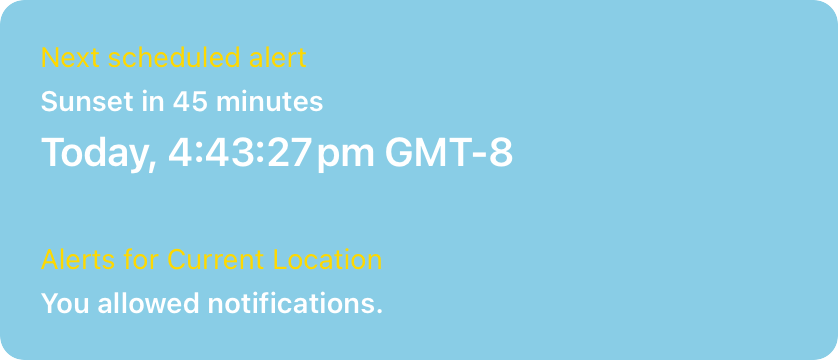 Next scheduled alert
Sunset in 45 minutes
Today, 4:43:27 pm GMT-8
Alerts for Current Location
You allowed notifications.